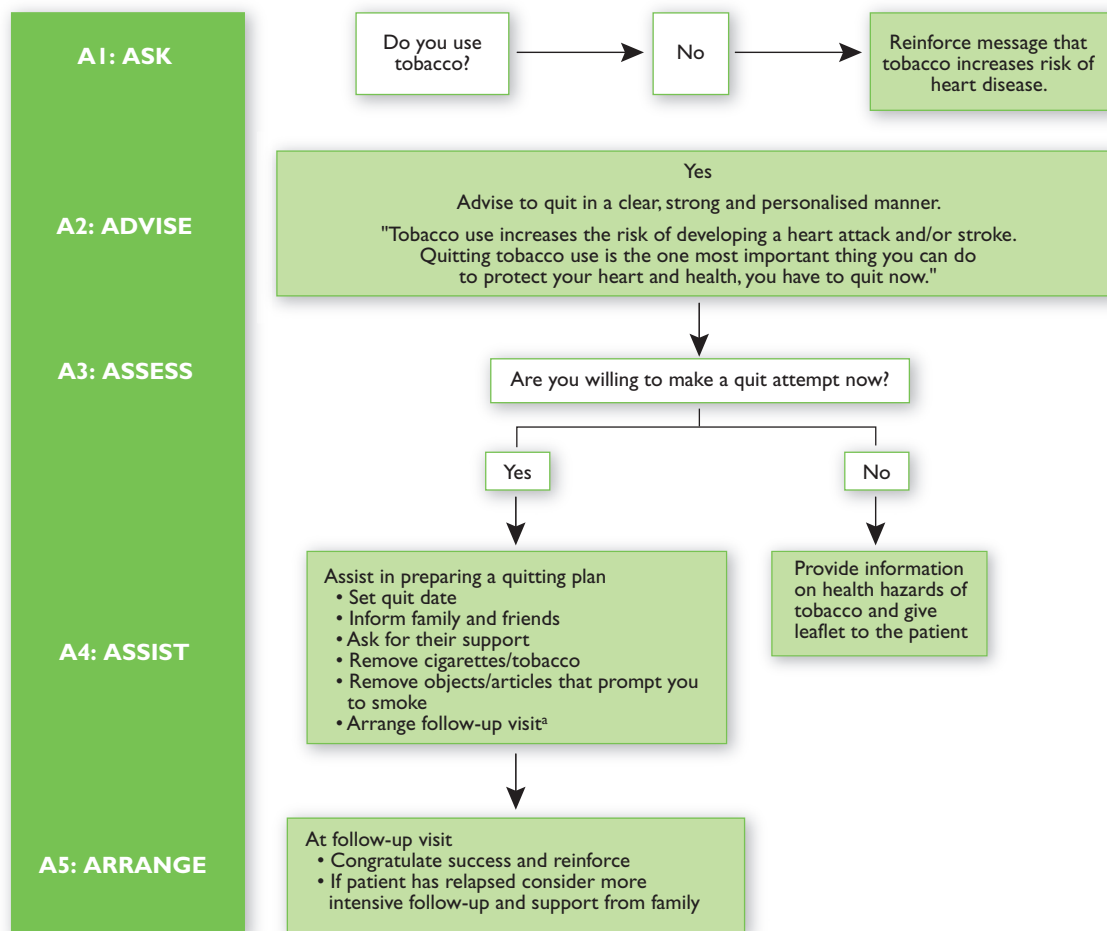 A1: ASK
Do you use
tobacco?
No
Reinforce message that
tobacco increases risk of
heart disease.
A2: ADVISE
Yes
Advise to quit in a clear, strong and personalised manner.
"Tobacco use increases the risk of developing a heart attack and/or stroke.
Quitting tobacco use is the one most important thing you can do
to protect your heart and health, you have to quit now."
A3: ASSESS
Are you willing to make a quit attempt now?
Yes
No
A4: ASSIST
Assist in preparing a quitting plan
• Set quit date
• Inform family and friends
• Ask for their support
• Remove cigarettes/tobacco
• Remove objects/articles that prompt you
to smoke
• Arrange follow-up visitᵃ
Provide information
on health hazards of
tobacco and give
leaflet to the patient
A5: ARRANGE
At follow-up visit
• Congratulate success and reinforce
• If patient has relapsed consider more
intensive follow-up and support from family